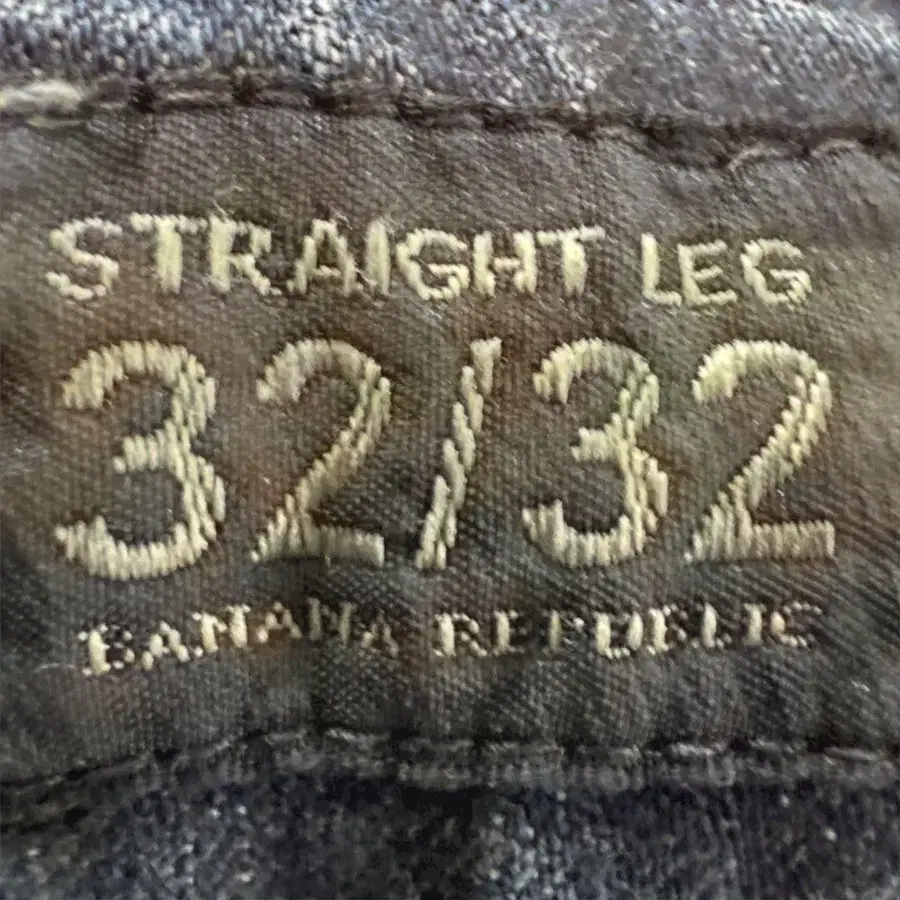 STRAIGHT LEG
32/32
BANANA REPUBLIC